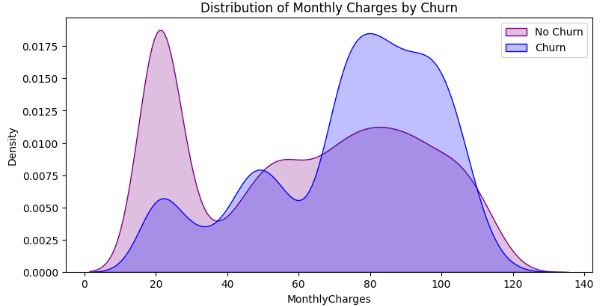 Distribution of Monthly Charges by Churn
No Churn
Churn
Density
0.0175
0.0150
0.0125
0.0100
0.0075
0.0050
0.0025
0.0000
0 20 40 60 80 100 120 140
MonthlyCharges